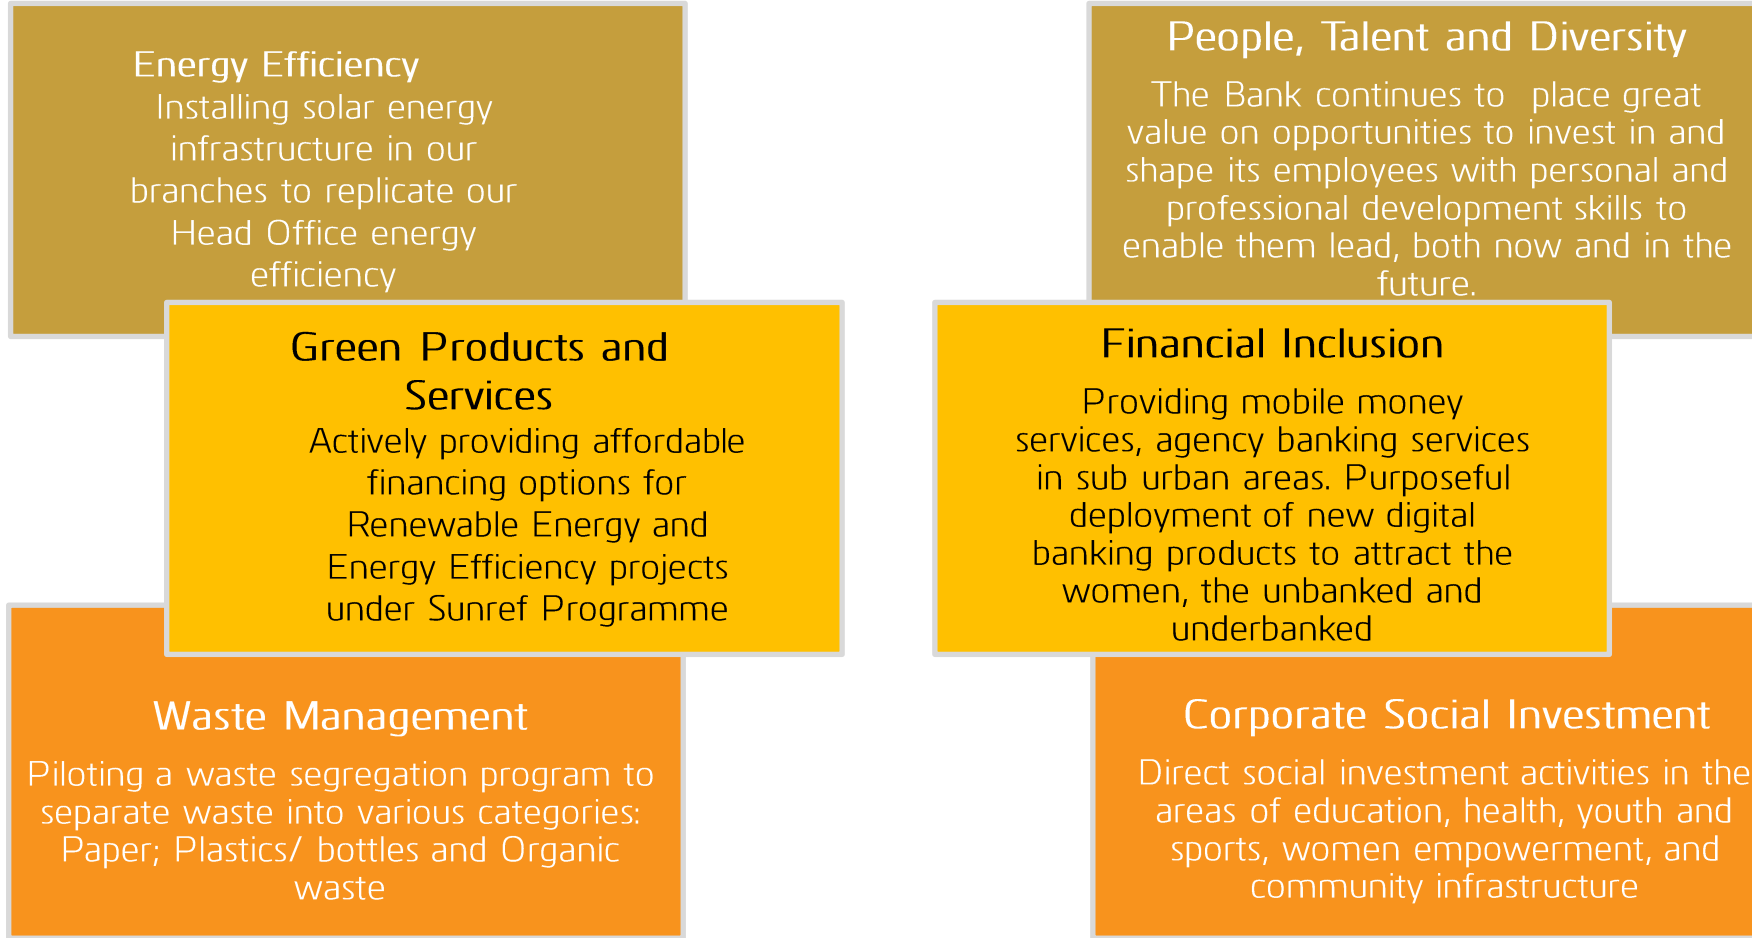 Energy Efficiency
Installing solar energy
infrastructure in our
branches to replicate our
Head Office energy
efficiency
Green Products and
Services
Actively providing affordable
financing options for
Renewable Energy and
Energy Efficiency projects
under Sunref Programme
Waste Management
Piloting a waste segregation program to
separate waste into various categories:
Paper; Plastics/ bottles and Organic
waste
People, Talent and Diversity
The Bank continues to place great
value on opportunities to invest in and
shape its employees with personal and
professional development skills to
enable them lead, both now and in the
future.
Financial Inclusion
Providing mobile money
services, agency banking services
in sub urban areas. Purposeful
deployment of new digital
banking products to attract the
women, the unbanked and
underbanked
Corporate Social Investment
Direct social investment activities in the
areas of education, health, youth and
sports, women empowerment, and
community infrastructure